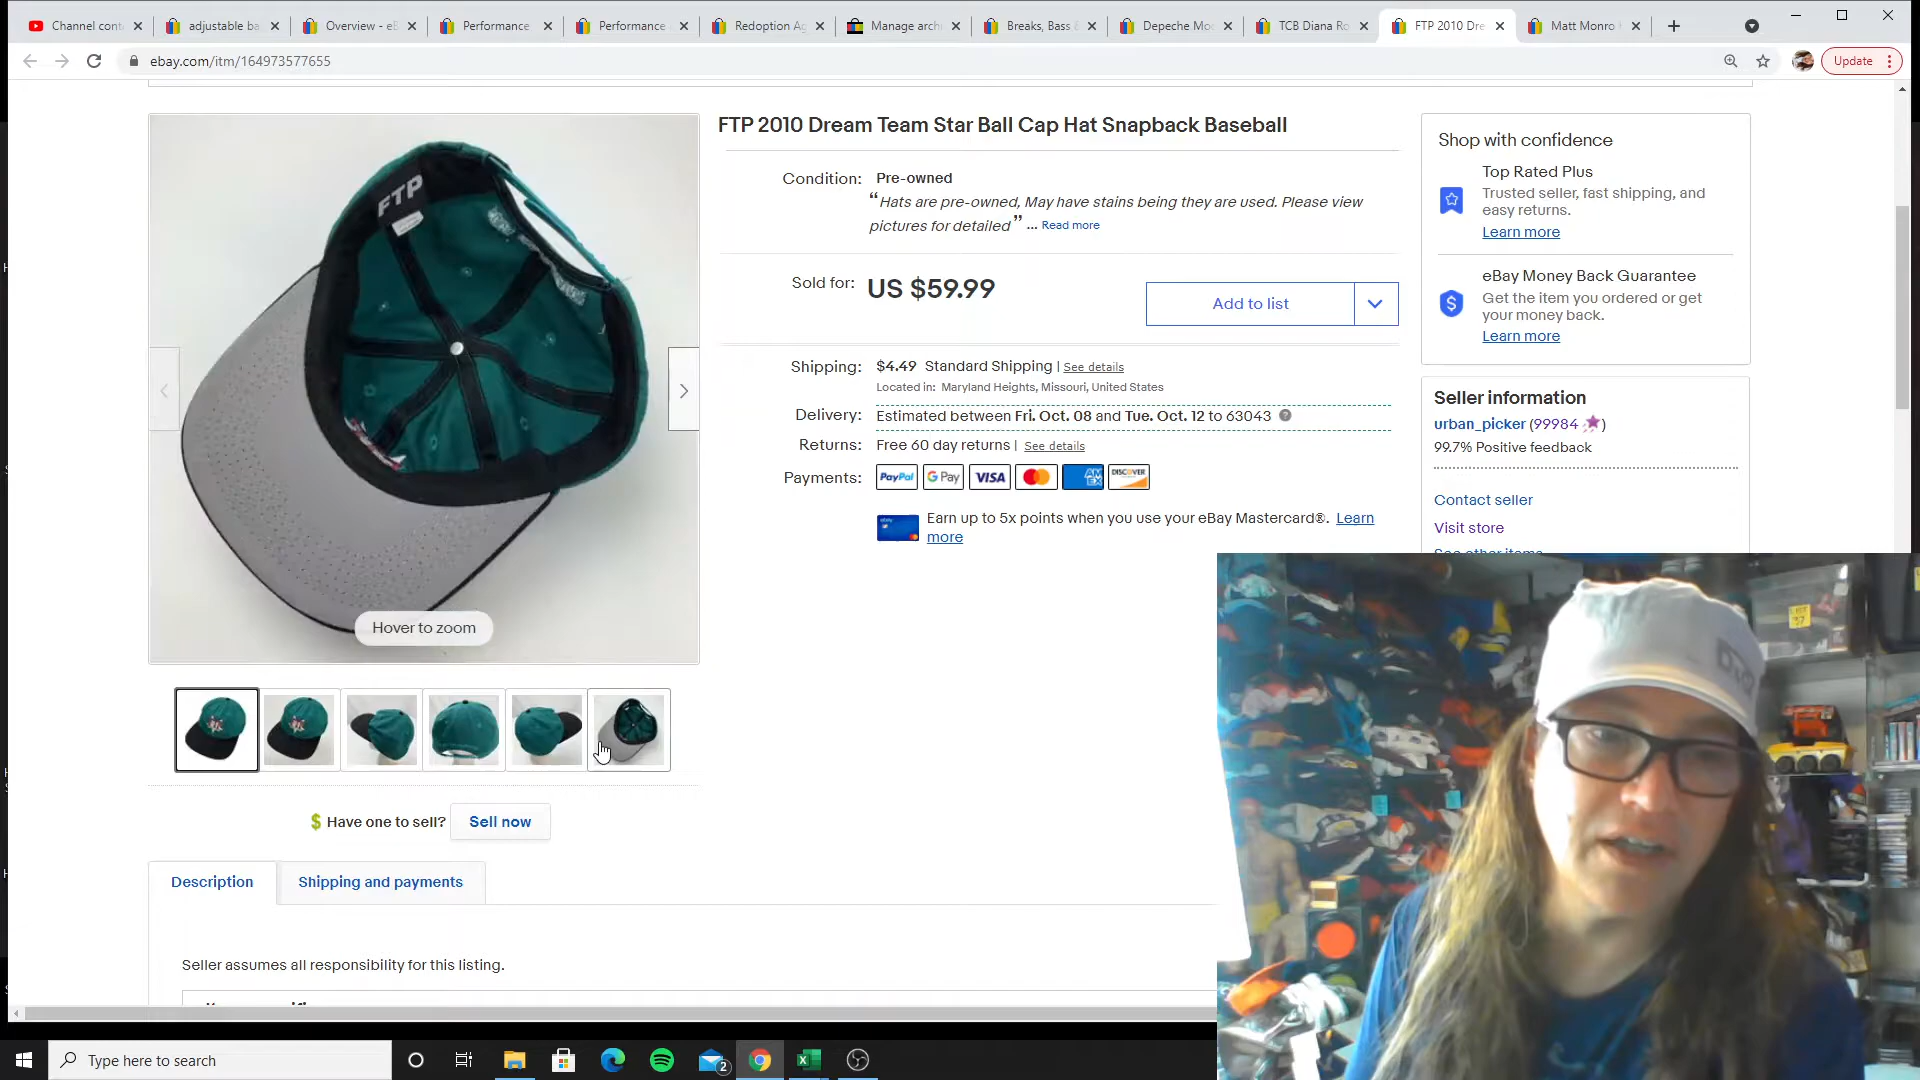 Channel cont
adjustable ba
Overview - eB
Performance
Performance
Redoption Ag
Manage archi
Breaks, Bass &
Depeche Mod
TCB Diana Ro
FTP 2010 Dre
Matt Monro
ebay.com/itm/164973577655
Update
FTP
FTP 2010 Dream Team Star Ball Cap Hat Snapback Baseball
Condition: Pre-owned
“Hats are pre-owned, May have stains being they are used. Please view
pictures for detailed” ... Read more
Sold for: US $59.99
Add to list
Shipping: $4.49 Standard Shipping | See details
Located in: Maryland Heights, Missouri, United States
Delivery: Estimated between Fri. Oct. 08 and Tue. Oct. 12 to 63043
Returns: Free 60 day returns | See details
Payments: PayPal G Pay VISA AMEX DISCOVER
Earn up to 5x points when you use your eBay Mastercard®. Learn
more
Shop with confidence
Top Rated Plus
Trusted seller, fast shipping, and
easy returns.
Learn more
eBay Money Back Guarantee
Get the item you ordered or get
your money back.
Learn more
Seller information
urban_picker (99984)
99.7% Positive feedback
Contact seller
Visit store
See other items
Hover to zoom
Have one to sell? Sell now
Description
Shipping and payments
Seller assumes all responsibility for this listing.
Type here to search
2